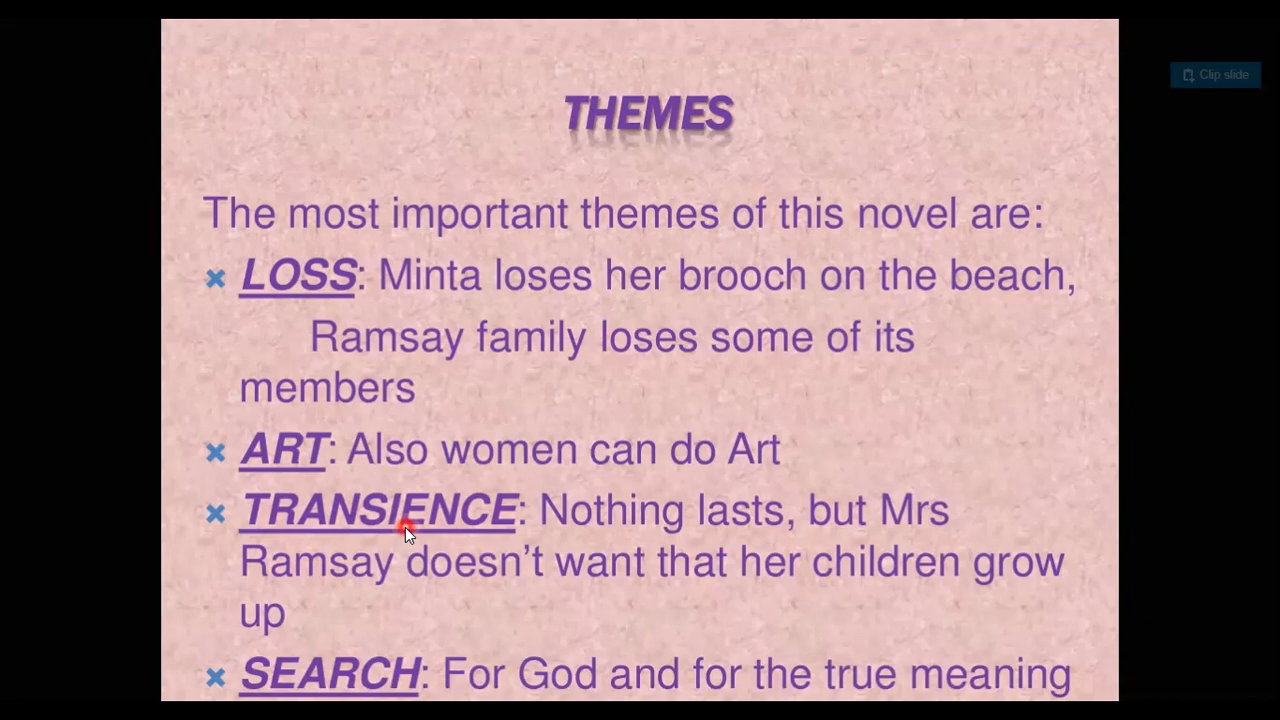 Clip slide
THEMES
The most important themes of this novel are:
LOSS: Minta loses her brooch on the beach,
Ramsay family loses some of its
members
ART: Also women can do Art
TRANSIENCE: Nothing lasts, but Mrs
Ramsay doesn’t want that her children grow
up
SEARCH: For God and for the true meaning